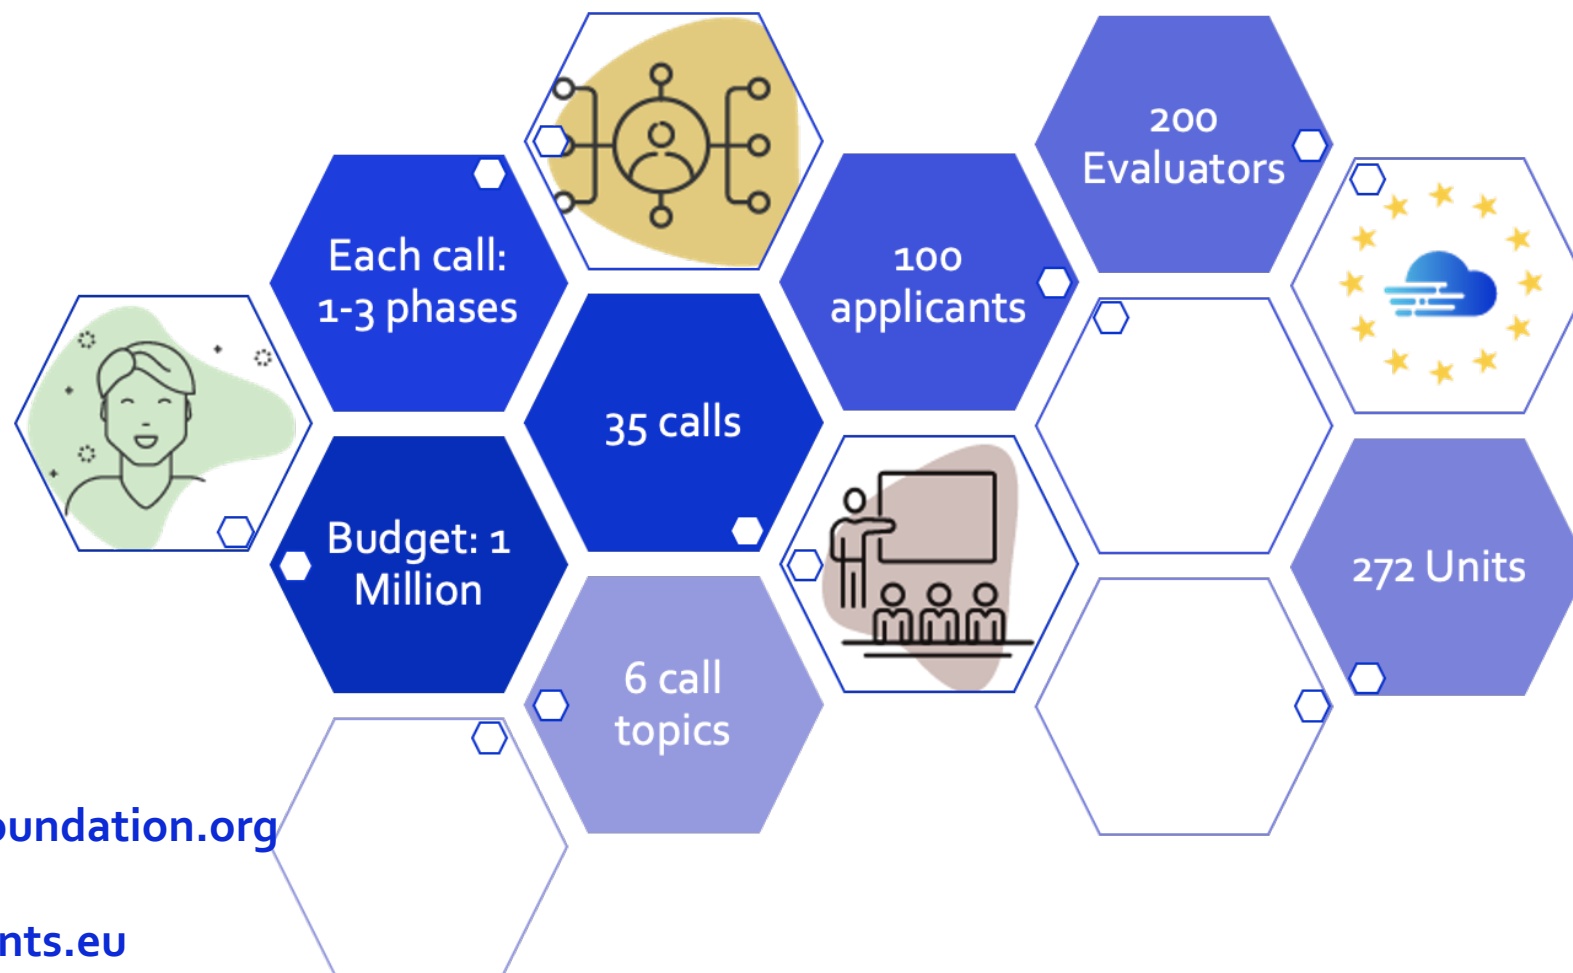 200
Evaluators
Each call:
1-3 phases
100
applicants
35 calls
Budget: 1
Million
272 Units
6 call
topics
oundation.org
nts.eu